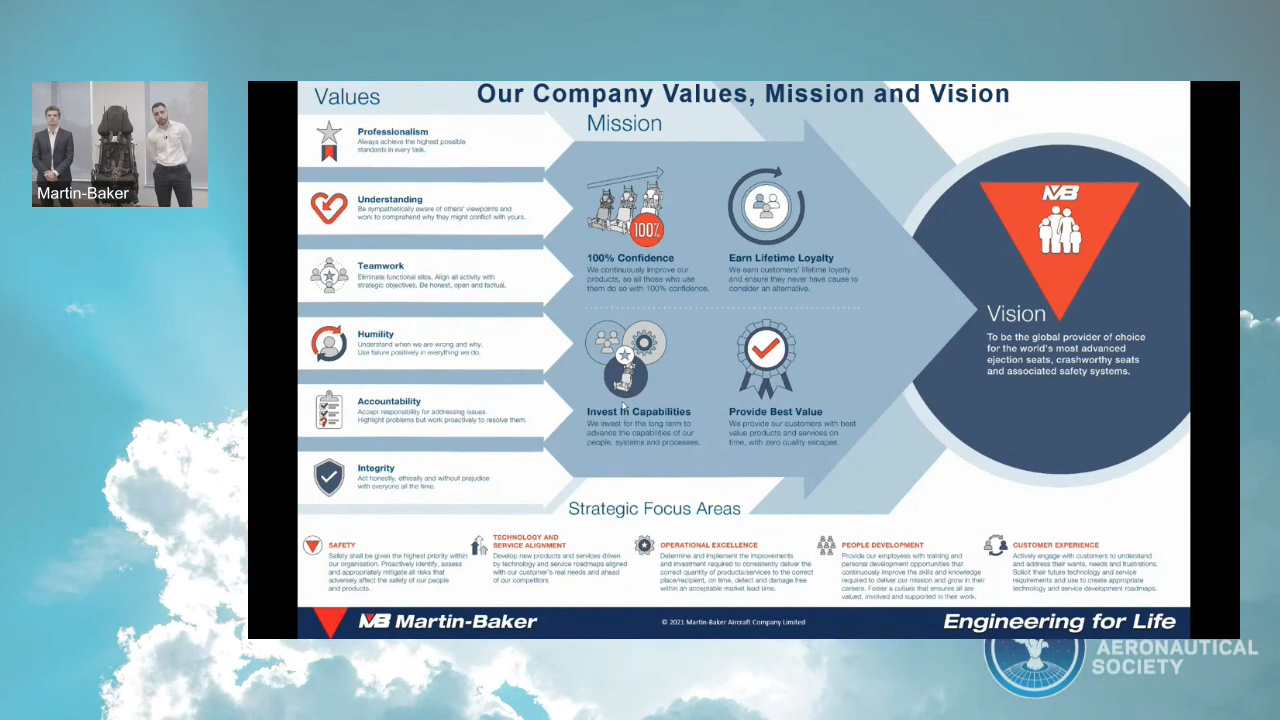 Martin-Baker
Our Company Values, Mission and Vision
Values
Professionalism
Always achieve the highest possible
standards in every task.
Understanding
Be sympathetically aware of others' viewpoints and
work to comprehend why they might conflict with yours.
Teamwork
Eliminate functional silos. Align all activity with
strategic objectives. Be honest, open and factual.
Humility
Understand when we are wrong and why.
Use failure positively in everything we do.
Accountability
Accept responsibility for addressing issues.
Highlight problems but work proactively to resolve them.
Integrity
Act honestly, ethically and without prejudice
with everyone all the time.
Mission
100%
100% Confidence
We continuously improve our
products, so all those who use
them do so with 100% confidence.
Earn Lifetime Loyalty
We earn customers' lifetime loyalty
and ensure they never have cause to
consider an alternative.
Invest In Capabilities
We invest for the long term to
advance the capabilities of our
people, systems and processes.
Provide Best Value
We provide our customers with best
value products and services on
time, with zero quality escapes
MB
Vision
To be the global provider of choice
for the world's most advanced
ejection seats, crashworthy seats
and associated safety systems.
Strategic Focus Areas
SAFETY
Safety shall be given the highest priority within
our organisation. Proactively identify, assess
and appropriately mitigate all risks that
adversely affect the safety of our people
and products.
TECHNOLOGY AND
SERVICE ALIGNMENT
Develop new products and services driven
by technology and service roadmaps aligned
with our customer's real needs and ahead
of our competitors.
OPERATIONAL EXCELLENCE
Determine and implement the improvements
and investment required to consistently deliver the
correct quantity of products/services to the correct
place/recipient, on time, defect and damage free
within an acceptable market lead time.
PEOPLE DEVELOPMENT
Provide our employees with training and
personal development opportunities that
continuously improve the skills and knowledge
required to deliver our mission and grow in their
careers. Foster a culture that ensures all are
valued, involved and supported in their work.
CUSTOMER EXPERIENCE
Actively engage with customers to understand
and address their wants, needs and frustrations.
Solicit their future technology and service
requirements and use to create appropriate
technology and service development roadmaps.
MB Martin-Baker
© 2021 Martin-Baker Aircraft Company Limited
Engineering for Life
AERONAUTICAL
SOCIETY